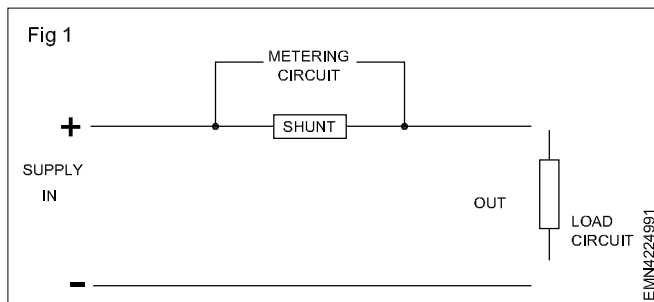 Fig 1
METERING
CIRCUIT
+
SHUNT
SUPPLY
IN
OUT
LOAD
CIRCUIT
-
EMN4224991